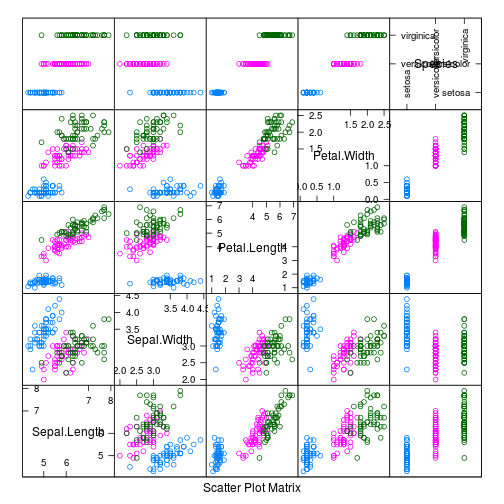 virginica
versicolor
setosa
Species
setosa
versicolor
virginica
2.5
2.0
1.5
1.5 2.0 2.5
Petal.Width
0.0 0.5 1.0
1.0
0.5
0.0
7
6
5
4
4 5 6 7
Petal.Length
1 2 3 4
4
3
2
1
4.5
4.0
3.5
3.5 4.0 4.5
Sepal.Width
2.0 2.5 3.0
3.0
2.5
2.0
8
7
7 8
Sepal.Length
5 6
6
5
Scatter Plot Matrix